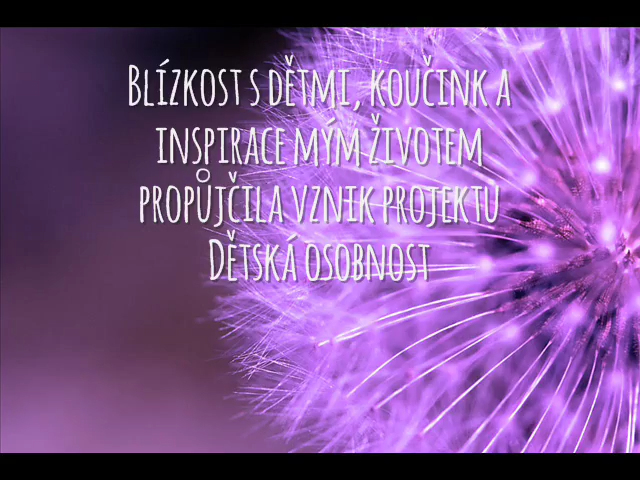 Blízkost s dětmi, koučink a
inspirace mým životem
propůjčila vznik projektu
Dětská osobnost